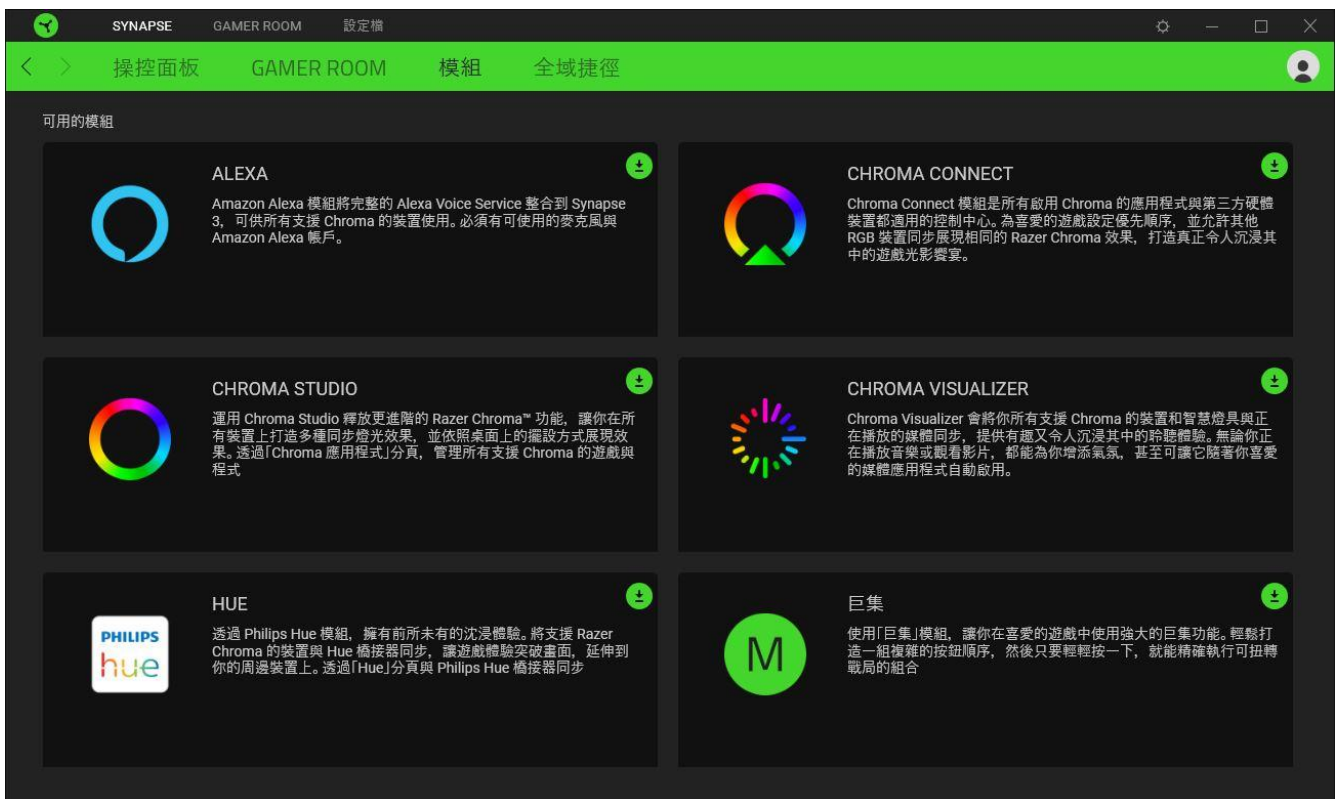 SYNAPSE GAMER ROOM 設定檔
操控面板 GAMER ROOM 模組 全域捷徑
可用的模組
ALEXA
Amazon Alexa 模組將完整的 Alexa Voice Service 整合到 Synapse
3，可供所有支援 Chroma 的裝置使用。必須有可使用的麥克風與
Amazon Alexa 帳戶。
CHROMA CONNECT
Chroma Connect 模組是所有啟用 Chroma 的應用程式與第三方硬體
裝置都適用的控制中心。為喜愛的遊戲設定優先順序，並允許其他
RGB 裝置同步展現相同的 Razer Chroma 效果，打造真正令人沉浸其
中的遊戲光影饗宴。
CHROMA STUDIO
運用 Chroma Studio 釋放更進階的 Razer Chroma™ 功能，讓你在所
有裝置上打造多種同步燈光效果，並依照桌面上的擺設方式展現效
果。透過「Chroma 應用程式」分頁，管理所有支援 Chroma 的遊戲與
程式
CHROMA VISUALIZER
Chroma Visualizer 會將你所有支援 Chroma 的裝置和智慧燈具與正
在播放的媒體同步，提供有趣又令人沉浸其中的聆聽體驗。無論你正
在播放音樂或觀看影片，都能為你增添氣氛，甚至可讓它隨著你喜愛
的媒體應用程式自動啟用。
PHILIPS
hue
HUE
透過 Philips Hue 模組，擁有前所未有的沈浸體驗。將支援 Razer
Chroma 的裝置與 Hue 橋接器同步，讓遊戲體驗突破畫面，延伸到
你的周邊裝置上。透過「Hue」分頁與 Philips Hue 橋接器同步
M
巨集
使用「巨集」模組，讓你在喜愛的遊戲中使用強大的巨集功能。輕鬆打
造一組複雜的按鈕順序，然後只要輕輕按一下，就能精確執行可扭轉
戰局的組合